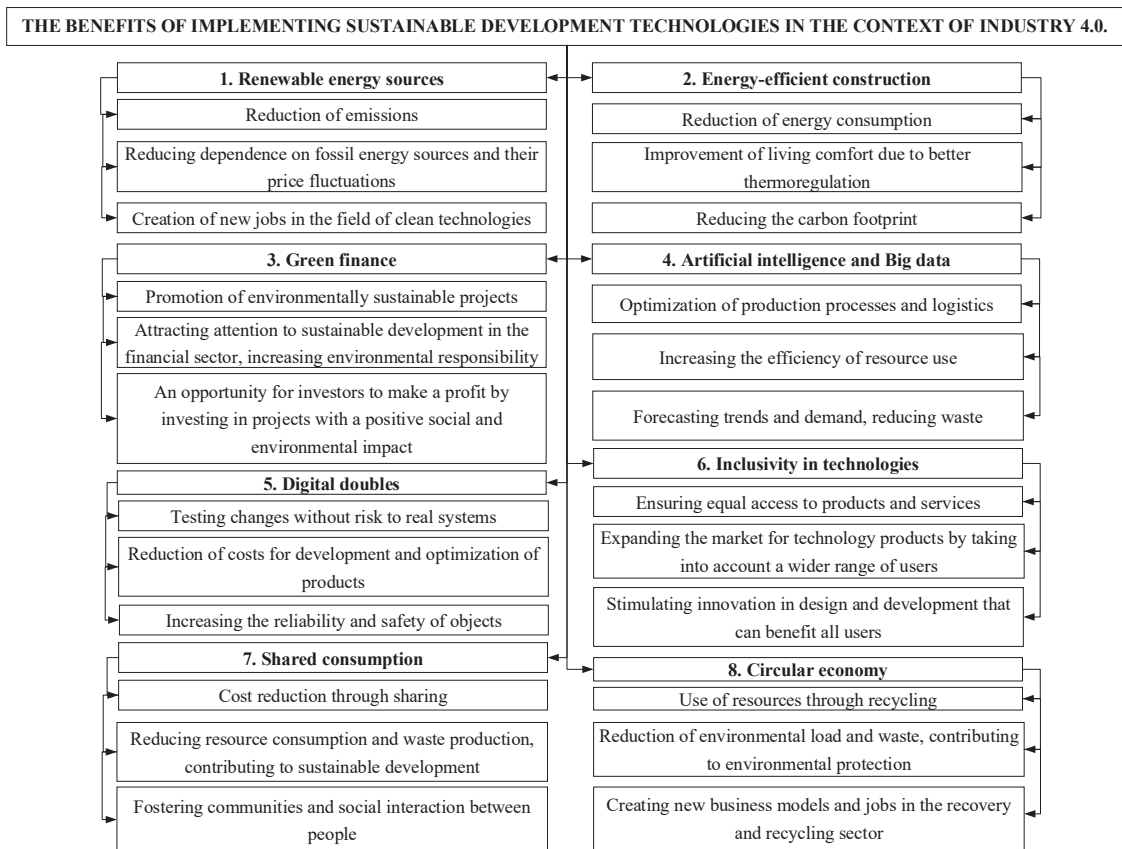 THE BENEFITS OF IMPLEMENTING SUSTAINABLE DEVELOPMENT TECHNOLOGIES IN THE CONTEXT OF INDUSTRY 4.0.
1. Renewable energy sources
Reduction of emissions
Reducing dependence on fossil energy sources and their
price fluctuations
Creation of new jobs in the field of clean technologies
2. Energy-efficient construction
Reduction of energy consumption
Improvement of living comfort due to better
thermoregulation
Reducing the carbon footprint
3. Green finance
Promotion of environmentally sustainable projects
Attracting attention to sustainable development in the
financial sector, increasing environmental responsibility
An opportunity for investors to make a profit by
investing in projects with a positive social and
environmental impact
4. Artificial intelligence and Big data
Optimization of production processes and logistics
Increasing the efficiency of resource use
Forecasting trends and demand, reducing waste
5. Digital doubles
Testing changes without risk to real systems
Reduction of costs for development and optimization of
products
Increasing the reliability and safety of objects
6. Inclusivity in technologies
Ensuring equal access to products and services
Expanding the market for technology products by taking
into account a wider range of users
Stimulating innovation in design and development that
can benefit all users
7. Shared consumption
Cost reduction through sharing
Reducing resource consumption and waste production,
contributing to sustainable development
Fostering communities and social interaction between
people
8. Circular economy
Use of resources through recycling
Reduction of environmental load and waste, contributing
to environmental protection
Creating new business models and jobs in the recovery
and recycling sector